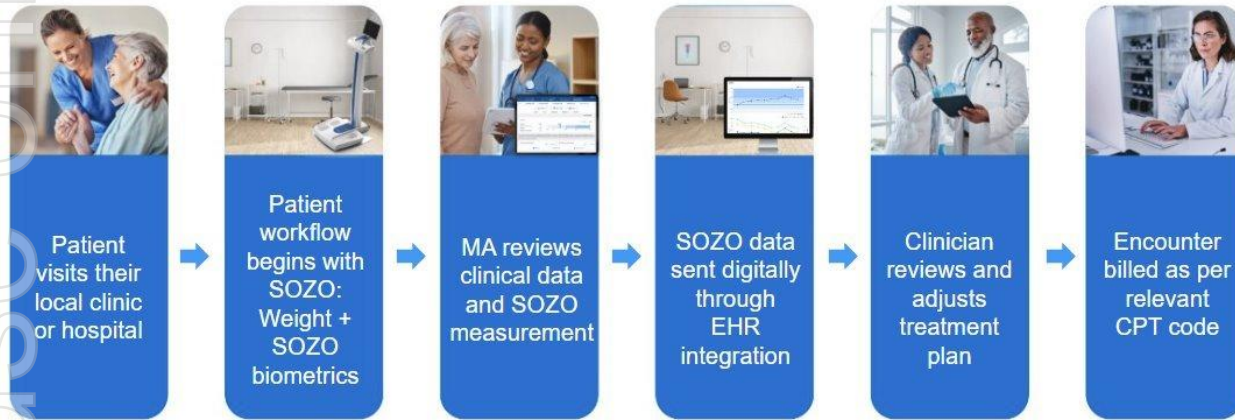 Patient
visits their
local clinic
or hospital
Patient
workflow
begins with
SOZO:
Weight +
SOZO
biometrics
MA reviews
clinical data
and SOZO
measurement
SOZO data
sent digitally
through
EHR
integration
Clinician
reviews and
adjusts
treatment
plan
Encounter
billed as per
relevant
CPT code